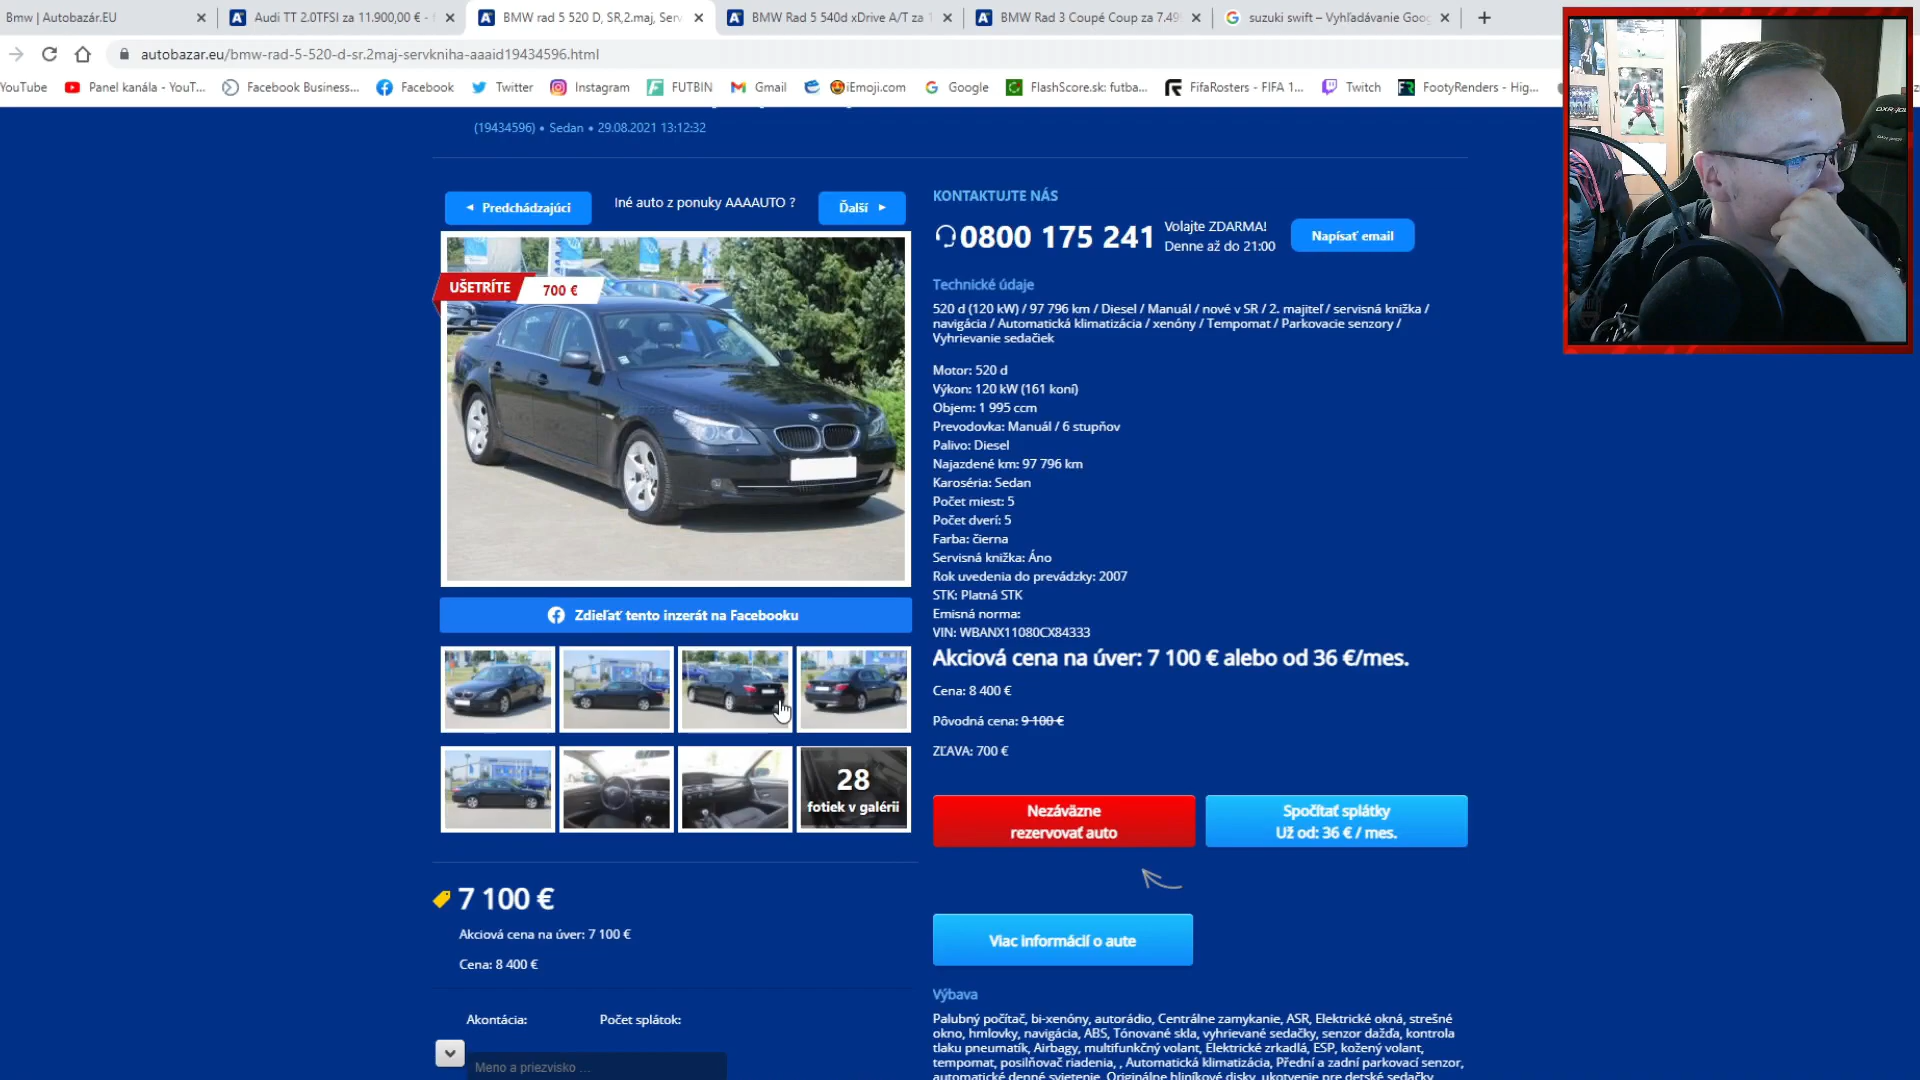 Bmw | Autobazár.EU
Audi TT 2.0TFSI za 11.900,00 € -
BMW rad 5 520 D, SR,2.maj, Serv
BMW Rad 5 540d xDrive A/T za 1
BMW Rad 3 Coupé Coup za 7.49
suzuki swift – Vyhľadávanie Goog
autobazar.eu/bmw-rad-5-520-d-sr.2maj-servkniha-aaaid19434596.html
YouTube
Panel kanála - YouT...
Facebook Business...
Facebook
Twitter
Instagram
FUTBIN
Gmail
iEmoji.com
Google
FlashScore.sk: futba...
FifaRosters - FIFA 1...
Twitch
FootyRenders - Hig...
(19434596) • Sedan • 29.08.2021 13:12:32
Predchádzajúci
Iné auto z ponuky AAAAUTO ?
Ďalší
UŠETRÍTE
700 €
Zdieľať tento inzerát na Facebooku
28
fotiek v galérii
7 100 €
Akciová cena na úver: 7 100 €
Cena: 8 400 €
Akontácia:
Počet splátok:
Meno a priezvisko ...
KONTAKTUJTE NÁS
0800 175 241
Volajte ZDARMA!
Denne až do 21:00
Napísať email
Technické údaje
520 d (120 kW) / 97 796 km / Diesel / Manuál / nové v SR / 2. majiteľ / servisná knižka /
navigácia / Automatická klimatizácia / xenóny / Tempomat / Parkovacie senzory /
Vyhrievanie sedačiek
Motor: 520 d
Výkon: 120 kW (161 koní)
Objem: 1 995 ccm
Prevodovka: Manuál / 6 stupňov
Palivo: Diesel
Najazdené km: 97 796 km
Karoséria: Sedan
Počet miest: 5
Počet dverí: 5
Farba: čierna
Servisná knižka: Áno
Rok uvedenia do prevádzky: 2007
STK: Platná STK
Emisná norma:
VIN: WBANX11080CX84333
Akciová cena na úver: 7 100 € alebo od 36 €/mes.
Cena: 8 400 €
Pôvodná cena: 9 100 €
ZĽAVA: 700 €
Nezáväzne
rezervovať auto
Spočítať splátky
Už od: 36 € / mes.
Viac informácií o aute
Výbava
Palubný počítač, bi-xenóny, autorádio, Centrálne zamykanie, ASR, Elektrické okná, strešné
okno, hmlovky, navigácia, ABS, Tónované skla, vyhrievané sedačky, senzor dažďa, kontrola
tlaku pneumatík, Airbagy, multifunkčný volant, Elektrické zrkadlá, ESP, kožený volant,
tempomat, posilňovač riadenia, , Automatická klimatizácia, Přední a zadní parkovací senzor,
automatické denné svietenie, Originálne hliníkové disky, ukotvenie pre detské sedačky,